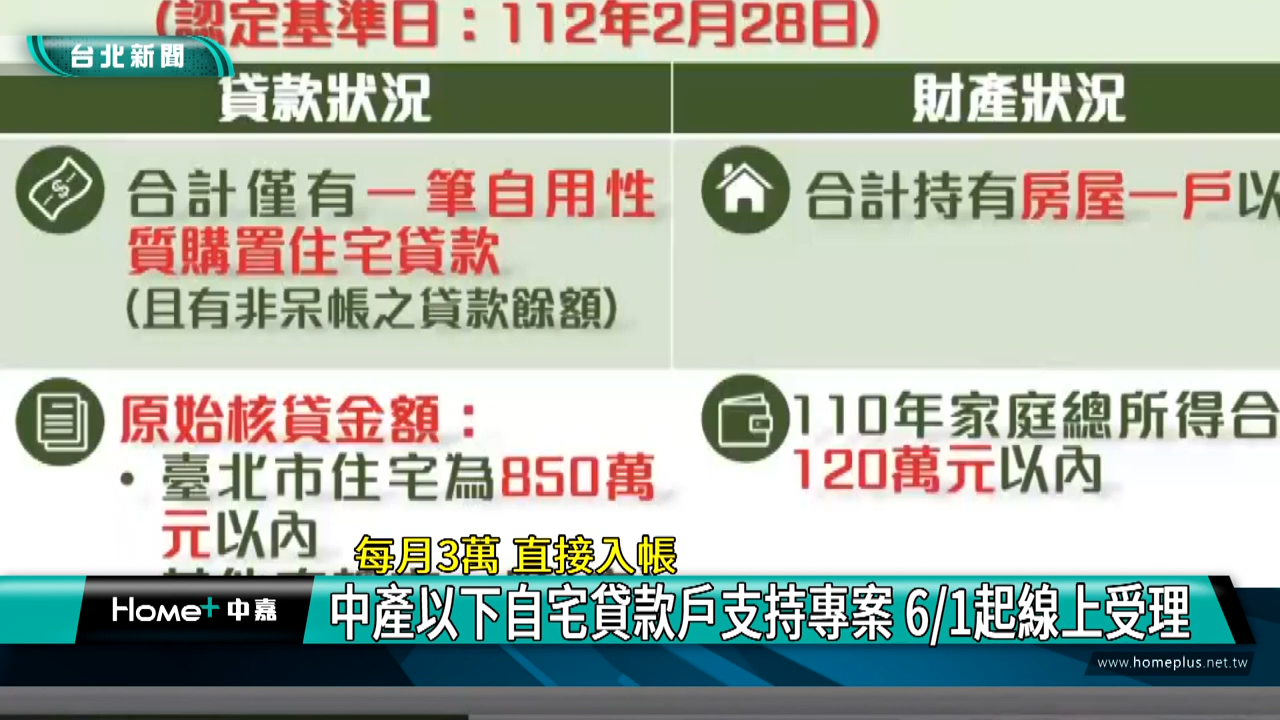 (認定基準日：112年2月28日)
台北新聞
貸款狀況
財產狀況
合計僅有一筆自用性
質購置住宅貸款
(且有非呆帳之貸款餘額)
合計持有房屋一戶以
原始核貸金額：
• 臺北市住宅為850萬
元以內
110年家庭總所得合
120萬元以內
每月3萬 直接入帳
Home+中嘉
中產以下自宅貸款戶支持專案 6/1起線上受理
www.homeplus.net.tw